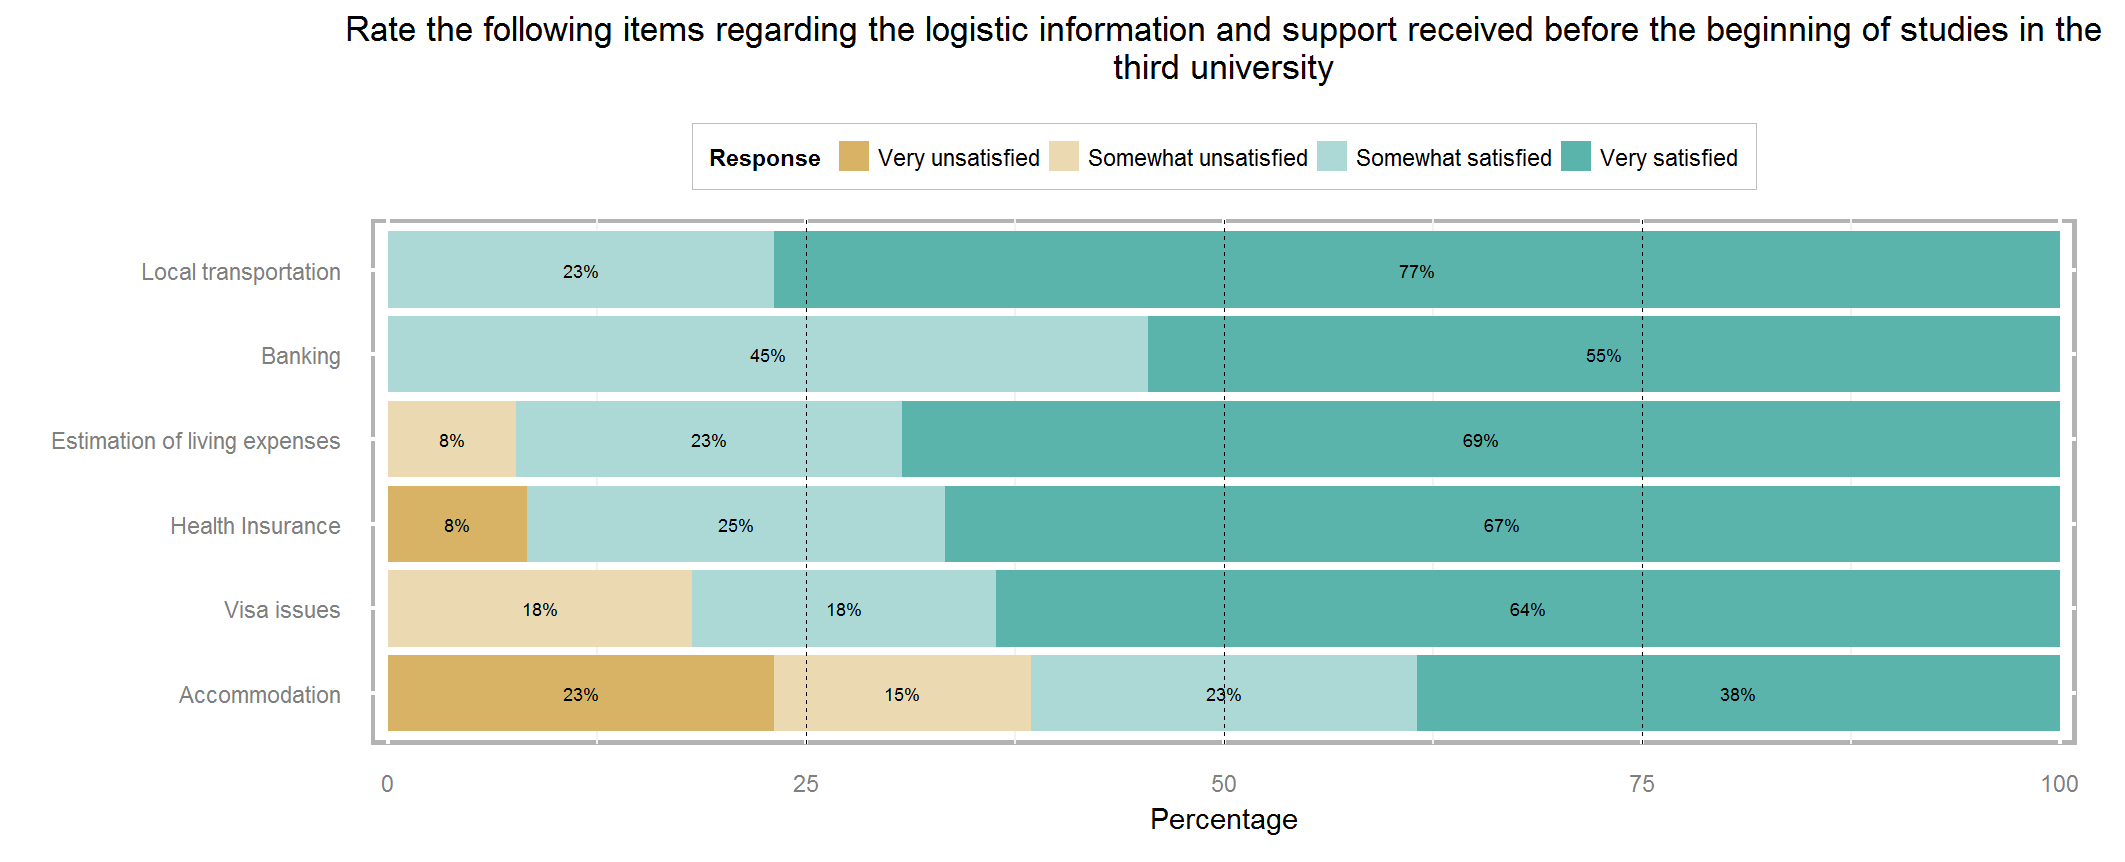 Rate the following items regarding the logistic information and support received before the beginning of studies in the
third university
Response Very unsatisfied Somewhat unsatisfied Somewhat satisfied Very satisfied
Local transportation 23% 77%
Banking 45% 55%
Estimation of living expenses 8% 23% 69%
Health Insurance 8% 25% 67%
Visa issues 18% 18% 64%
Accommodation 23% 15% 23% 38%
0 25 50 75 100
Percentage